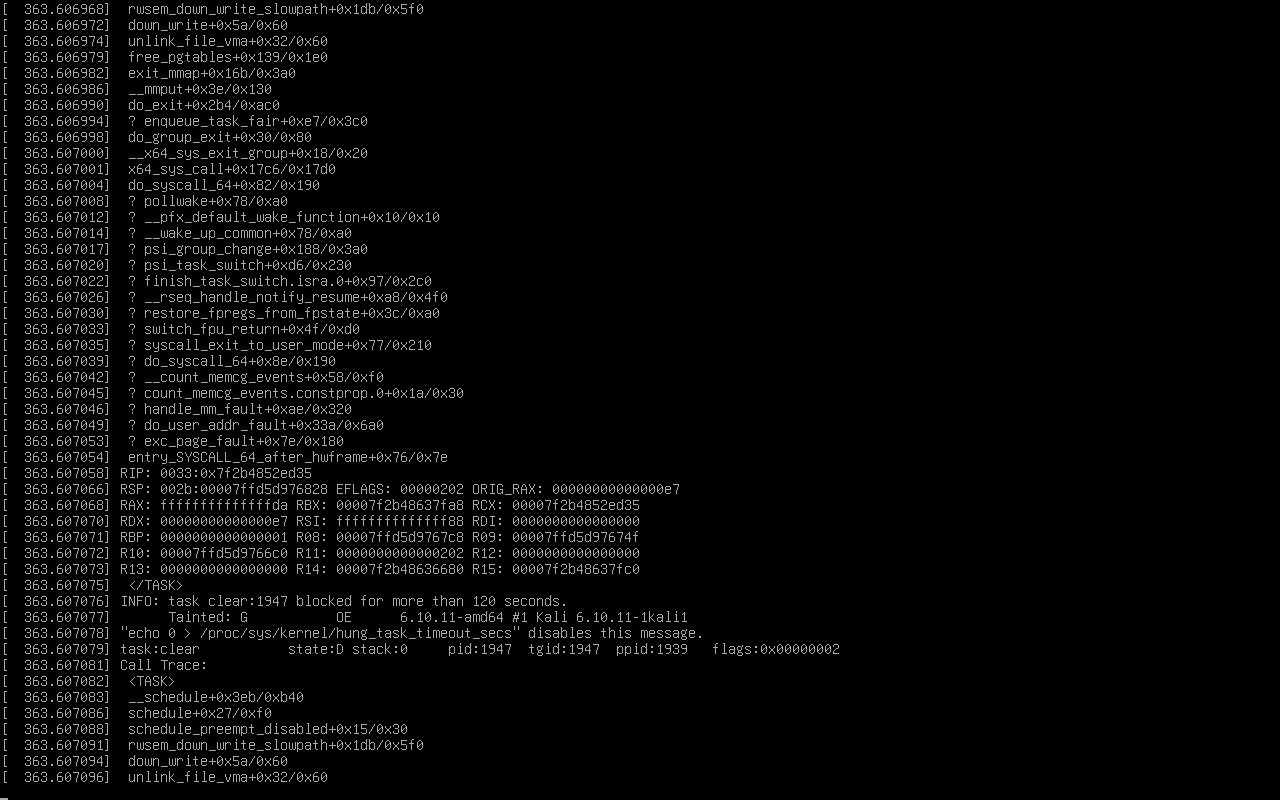 [  363.606968]  rwsem_down_write_slowpath+0x1db/0x5f0
[  363.606972]  down_write+0x5a/0x60
[  363.606974]  unlink_file_vma+0x32/0x60
[  363.606979]  free_pgtables+0x139/0x1e0
[  363.606982]  exit_mmap+0x16b/0x3a0
[  363.606986]  __mmput+0x3e/0x130
[  363.606990]  do_exit+0x2b4/0xac0
[  363.606994]  ? enqueue_task_fair+0xe7/0x3c0
[  363.606998]  do_group_exit+0x30/0x80
[  363.607000]  __x64_sys_exit_group+0x18/0x20
[  363.607001]  x64_sys_call+0x17c6/0x17d0
[  363.607004]  do_syscall_64+0x82/0x190
[  363.607008]  ? pollwake+0x78/0xa0
[  363.607012]  ? __pfx_default_wake_function+0x10/0x10
[  363.607014]  ? __wake_up_common+0x78/0xa0
[  363.607017]  ? psi_group_change+0x188/0x3a0
[  363.607020]  ? psi_task_switch+0xd6/0x230
[  363.607022]  ? finish_task_switch.isra.0+0x97/0x2c0
[  363.607026]  ? __rseq_handle_notify_resume+0xa8/0x4f0
[  363.607030]  ? restore_fpregs_from_fpstate+0x3c/0xa0
[  363.607033]  ? switch_fpu_return+0x4f/0xd0
[  363.607035]  ? syscall_exit_to_user_mode+0x77/0x210
[  363.607039]  ? do_syscall_64+0x8e/0x190
[  363.607042]  ? __count_memcg_events+0x58/0xf0
[  363.607045]  ? count_memcg_events.constprop.0+0x1a/0x30
[  363.607046]  ? handle_mm_fault+0xae/0x320
[  363.607049]  ? do_user_addr_fault+0x33a/0x6a0
[  363.607053]  ? exc_page_fault+0x7e/0x180
[  363.607054]  entry_SYSCALL_64_after_hwframe+0x76/0x7e
[  363.607058] RIP: 0033:0x7f2b4852ed35
[  363.607066] RSP: 002b:00007ffd5d976828 EFLAGS: 00000202 ORIG_RAX: 00000000000000e7
[  363.607068] RAX: ffffffffffffffda RBX: 00007f2b48637fa8 RCX: 00007f2b4852ed35
[  363.607070] RDX: 00000000000000e7 RSI: ffffffffffffff88 RDI: 0000000000000000
[  363.607071] RBP: 0000000000000001 R08: 00007ffd5d9767c8 R09: 00007ffd5d97674f
[  363.607072] R10: 00007ffd5d9766c0 R11: 0000000000000202 R12: 0000000000000000
[  363.607073] R13: 0000000000000000 R14: 00007f2b48636680 R15: 00007f2b48637fc0
[  363.607075]  </TASK>
[  363.607076] INFO: task clear:1947 blocked for more than 120 seconds.
[  363.607077]       Tainted: G           OE      6.10.11-amd64 #1 Kali 6.10.11-1kali1
[  363.607078] "echo 0 > /proc/sys/kernel/hung_task_timeout_secs" disables this message.
[  363.607079] task:clear           state:D stack:0     pid:1947  tgid:1947  ppid:1939   flags:0x00000002
[  363.607081] Call Trace:
[  363.607082]  <TASK>
[  363.607083]  __schedule+0x3eb/0xb40
[  363.607086]  schedule+0x27/0xf0
[  363.607088]  schedule_preempt_disabled+0x15/0x30
[  363.607091]  rwsem_down_write_slowpath+0x1db/0x5f0
[  363.607094]  down_write+0x5a/0x60
[  363.607096]  unlink_file_vma+0x32/0x60